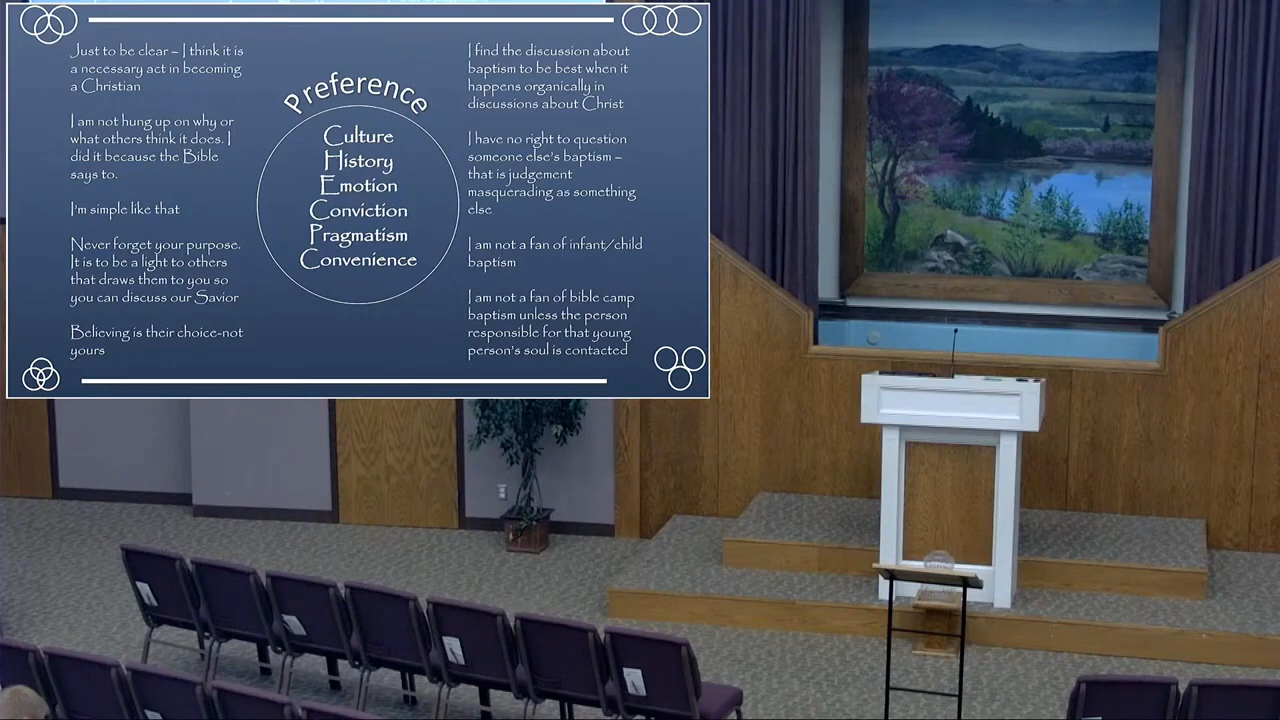 Just to be clear – I think it is
a necessary act in becoming
a Christian
I am not hung up on why or
what others think it does. I
did it because the Bible
says to.
I'm simple like that
Never forget your purpose.
It is to be a light to others
that draws them to you so
you can discuss our Savior
Believing is their choice-not
yours
Preference
Culture
History
Emotion
Conviction
Pragmatism
Convenience
I find the discussion about
baptism to be best when it
happens organically in
discussions about Christ
I have no right to question
someone else's baptism –
that is judgement
masquerading as something
else
I am not a fan of infant/child
baptism
I am not a fan of bible camp
baptism unless the person
responsible for that young
person's soul is contacted